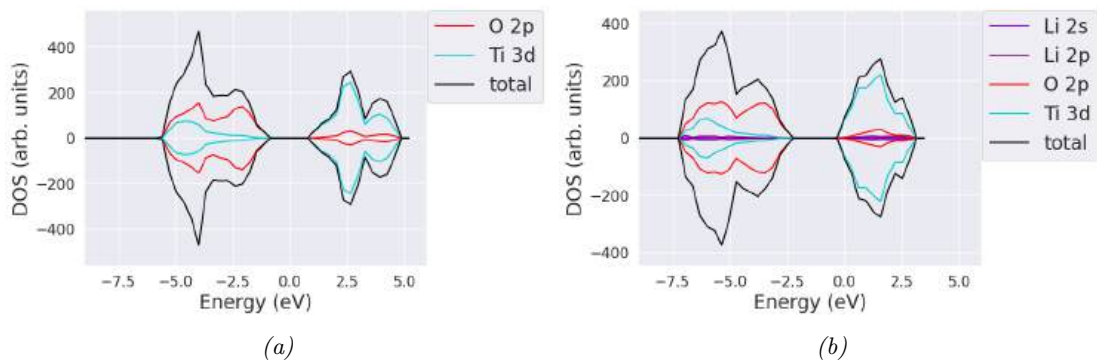 O 2p
Ti 3d
total
400
200
0
−200
−400
DOS (arb. units)
−7.5 −5.0 −2.5 0.0 2.5 5.0
Energy (eV)
(a)
Li 2s
Li 2p
O 2p
Ti 3d
total
400
200
0
−200
−400
DOS (arb. units)
−7.5 −5.0 −2.5 0.0 2.5 5.0
Energy (eV)
(b)